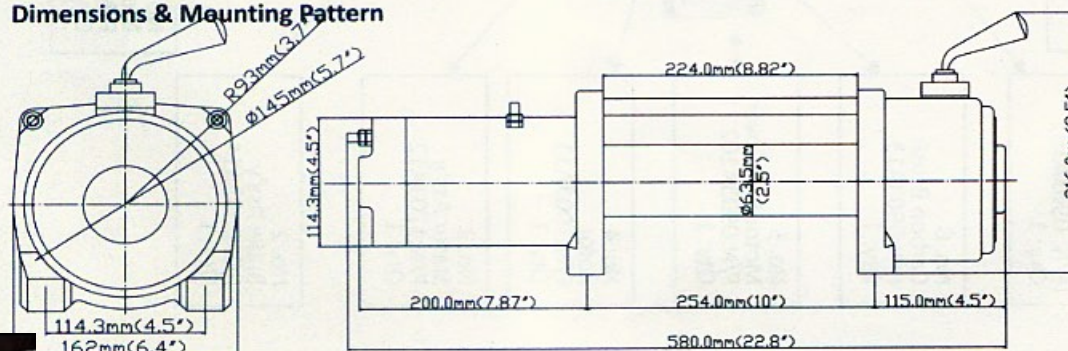 Dimensions & Mounting Pattern
R93mm(3.7")
Ø145mm(5.7")
114.3mm(4.5")
162mm(6.4")
114.3mm(4.5")
224.0mm(8.82")
Ø63.5mm
(2.5")
200.0mm(7.87")
254.0mm(10")
115.0mm(4.5")
580.0mm(22.8")